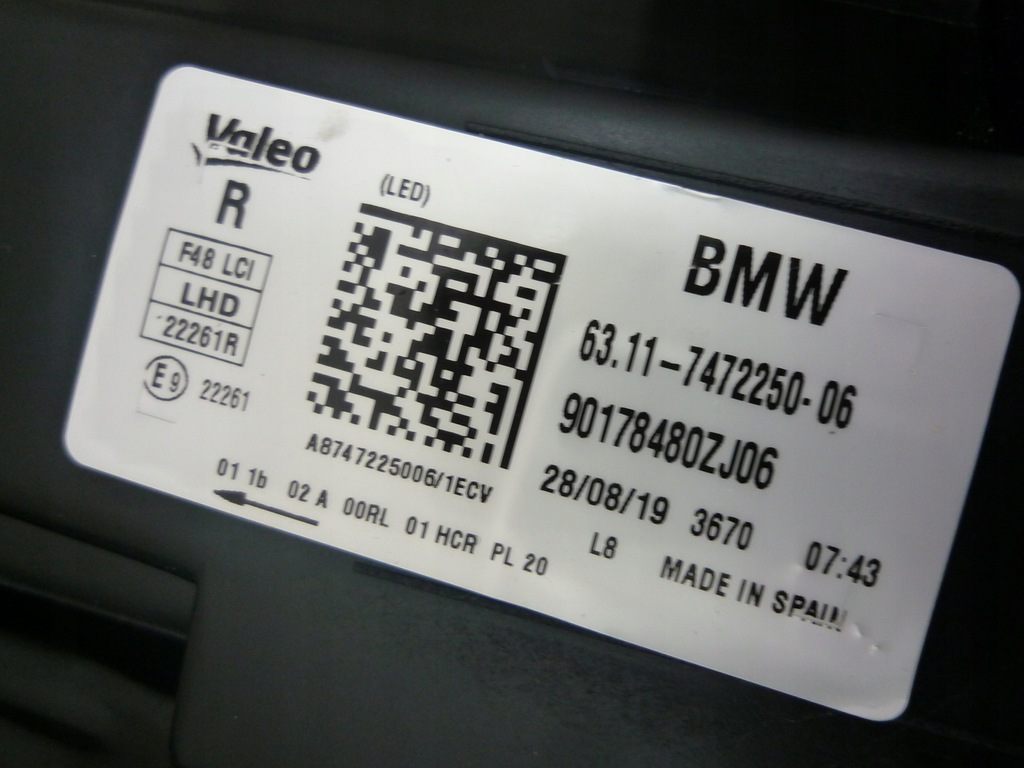 Valeo
R
F48 LCI
LHD
22261R
E9 22261
(LED)
A8747225006/1ECV
01 1b 02 A 00RL 01 HCR PL 20
BMW
63.11-7472250-06
90178480ZJ06
28/08/19 3670 07:43
L8 MADE IN SPAIN